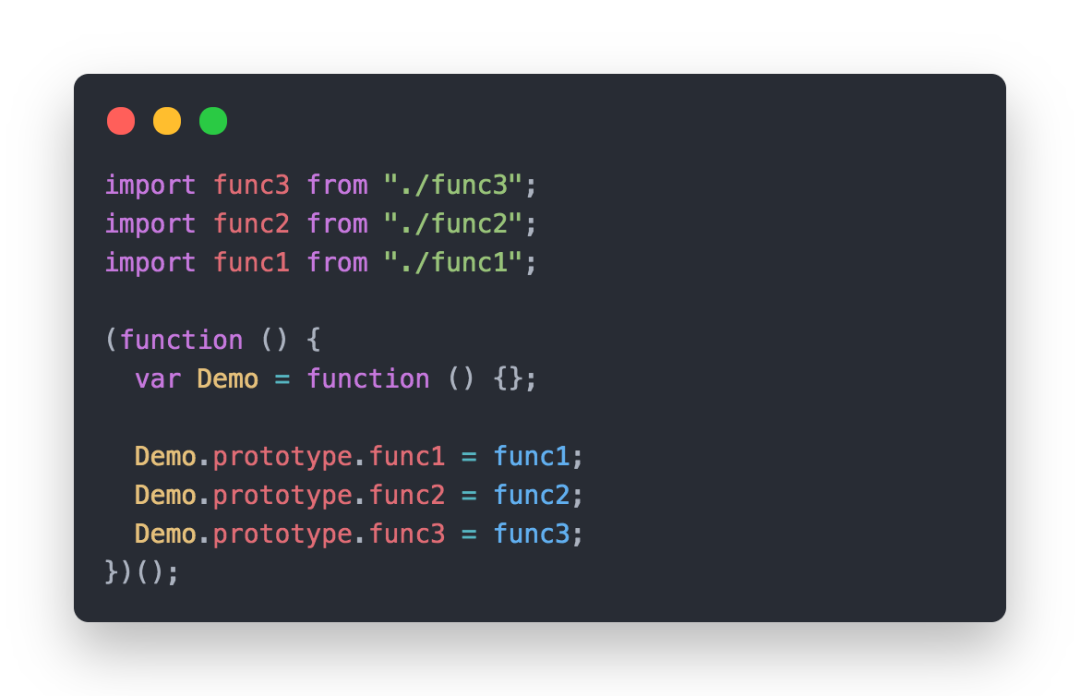 import func3 from "./func3";
import func2 from "./func2";
import func1 from "./func1";
(function () {
  var Demo = function () {};
  Demo.prototype.func1 = func1;
  Demo.prototype.func2 = func2;
  Demo.prototype.func3 = func3;
})();